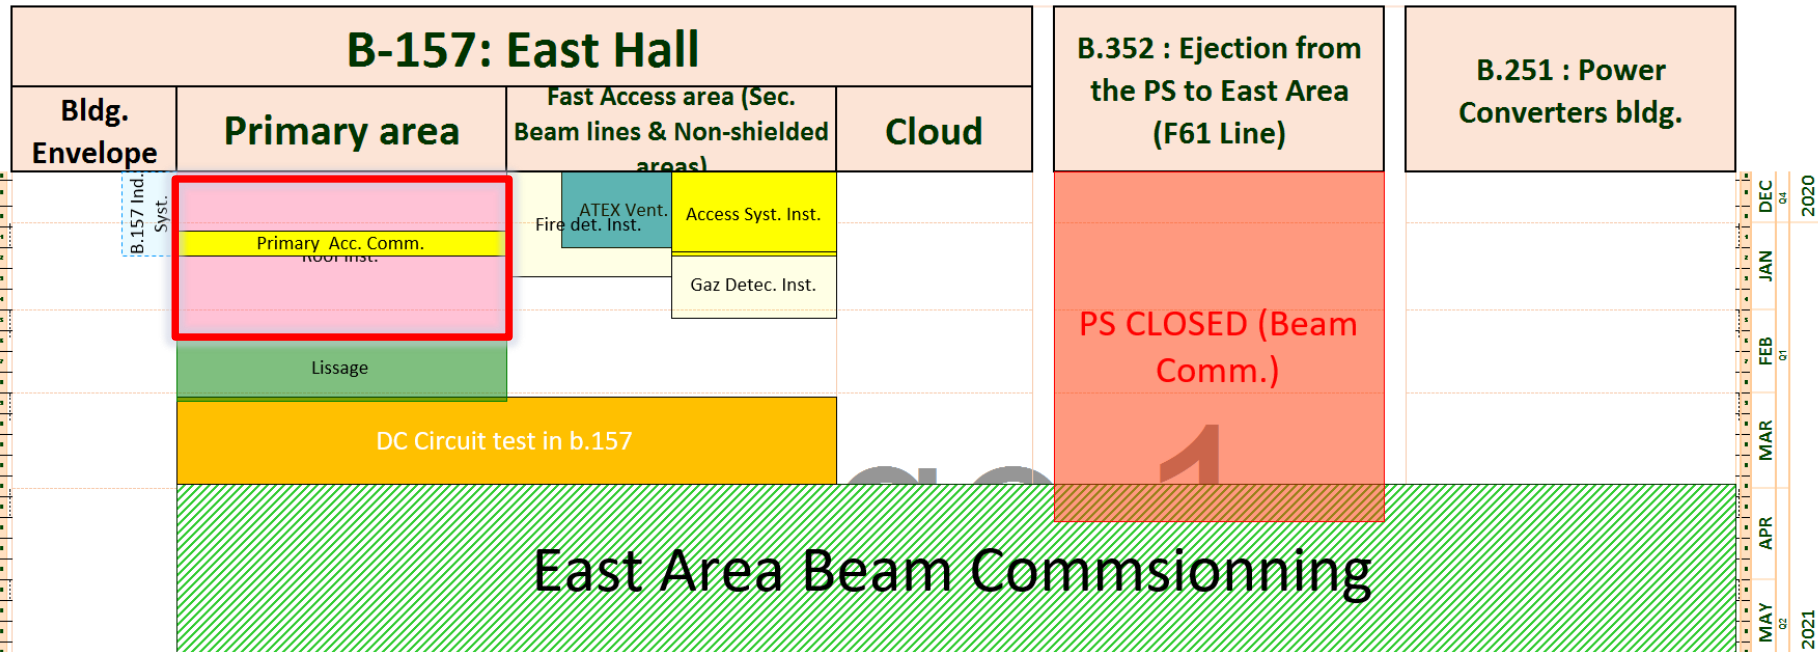 B-157: East Hall
B.352 : Ejection from
the PS to East Area
(F61 Line)
B.251 : Power
Converters bldg.
Bldg.
Envelope
Primary area
Fast Access area (Sec.
Beam lines & Non-shielded
areas)
Cloud
B.157 Ind.
Syst.
Primary Acc. Comm.
Roof Inst.
Fire det. Inst.
ATEX Vent.
Access Syst. Inst.
Gaz Detec. Inst.
PS CLOSED (Beam
Comm.)
Lissage
DC Circuit test in b.157
1
East Area Beam Commsionning
DEC
Q4
2020
JAN
FEB
Q1
MAR
APR
MAY
Q2
2021